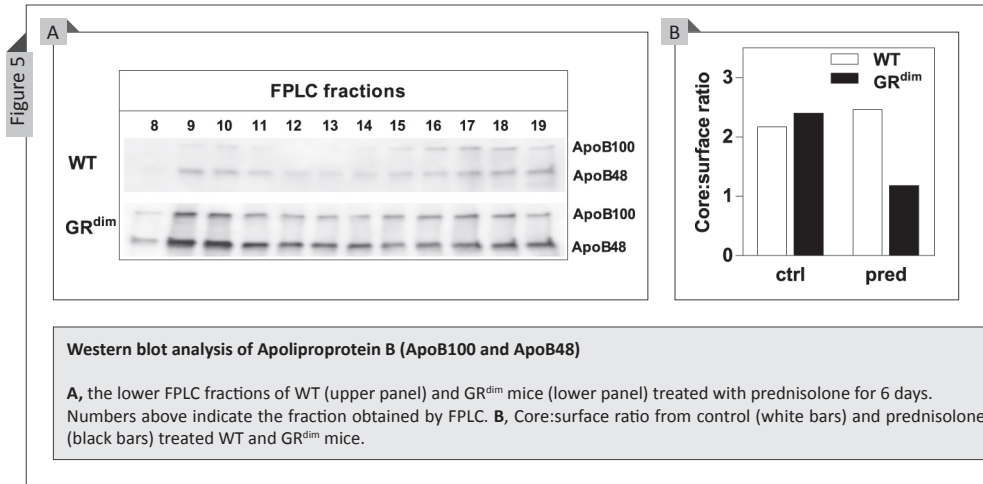 Figure 5
A
FPLC fractions
8 9 10 11 12 13 14 15 16 17 18 19
WT
ApoB100
ApoB48
GRdim
ApoB100
ApoB48
B
Core:surface ratio
3
2
1
0
WT
GRdim
ctrl pred
Western blot analysis of Apoliproprotein B (ApoB100 and ApoB48)
A, the lower FPLC fractions of WT (upper panel) and GRdim mice (lower panel) treated with prednisolone for 6 days.
Numbers above indicate the fraction obtained by FPLC. B, Core:surface ratio from control (white bars) and prednisolone
(black bars) treated WT and GRdim mice.